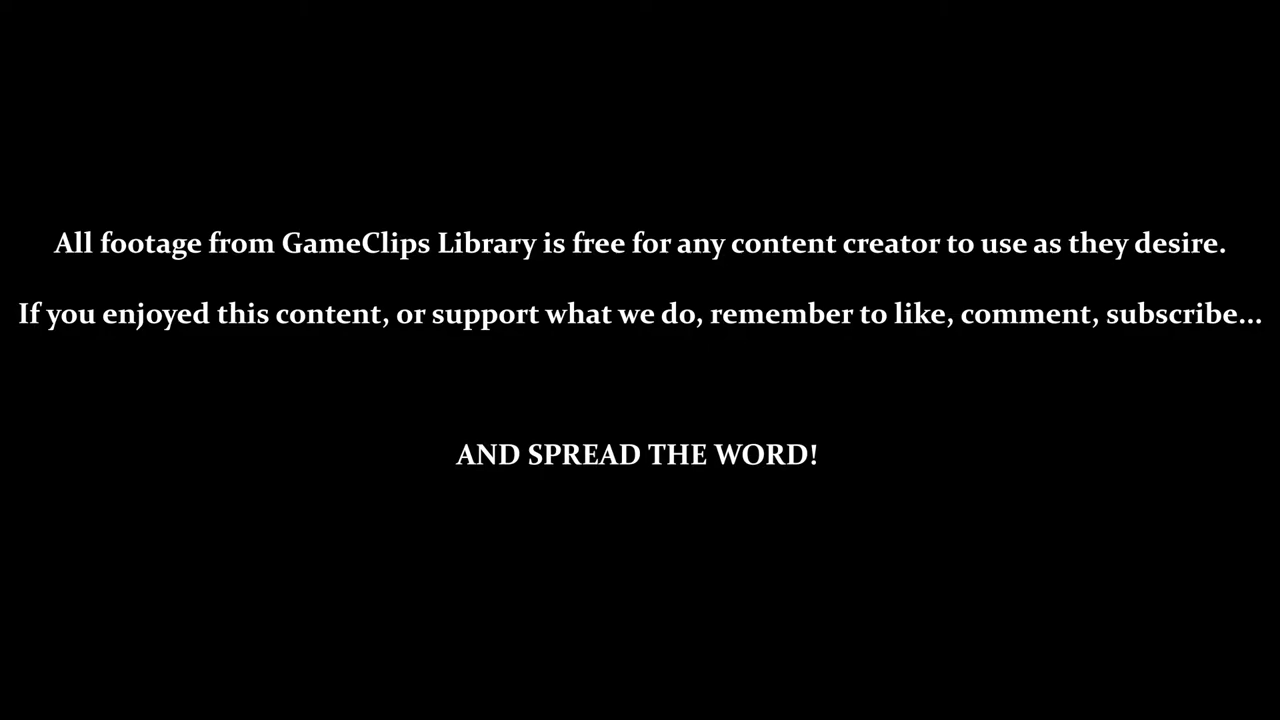 All footage from GameClips Library is free for any content creator to use as they desire.
If you enjoyed this content, or support what we do, remember to like, comment, subscribe...
AND SPREAD THE WORD!